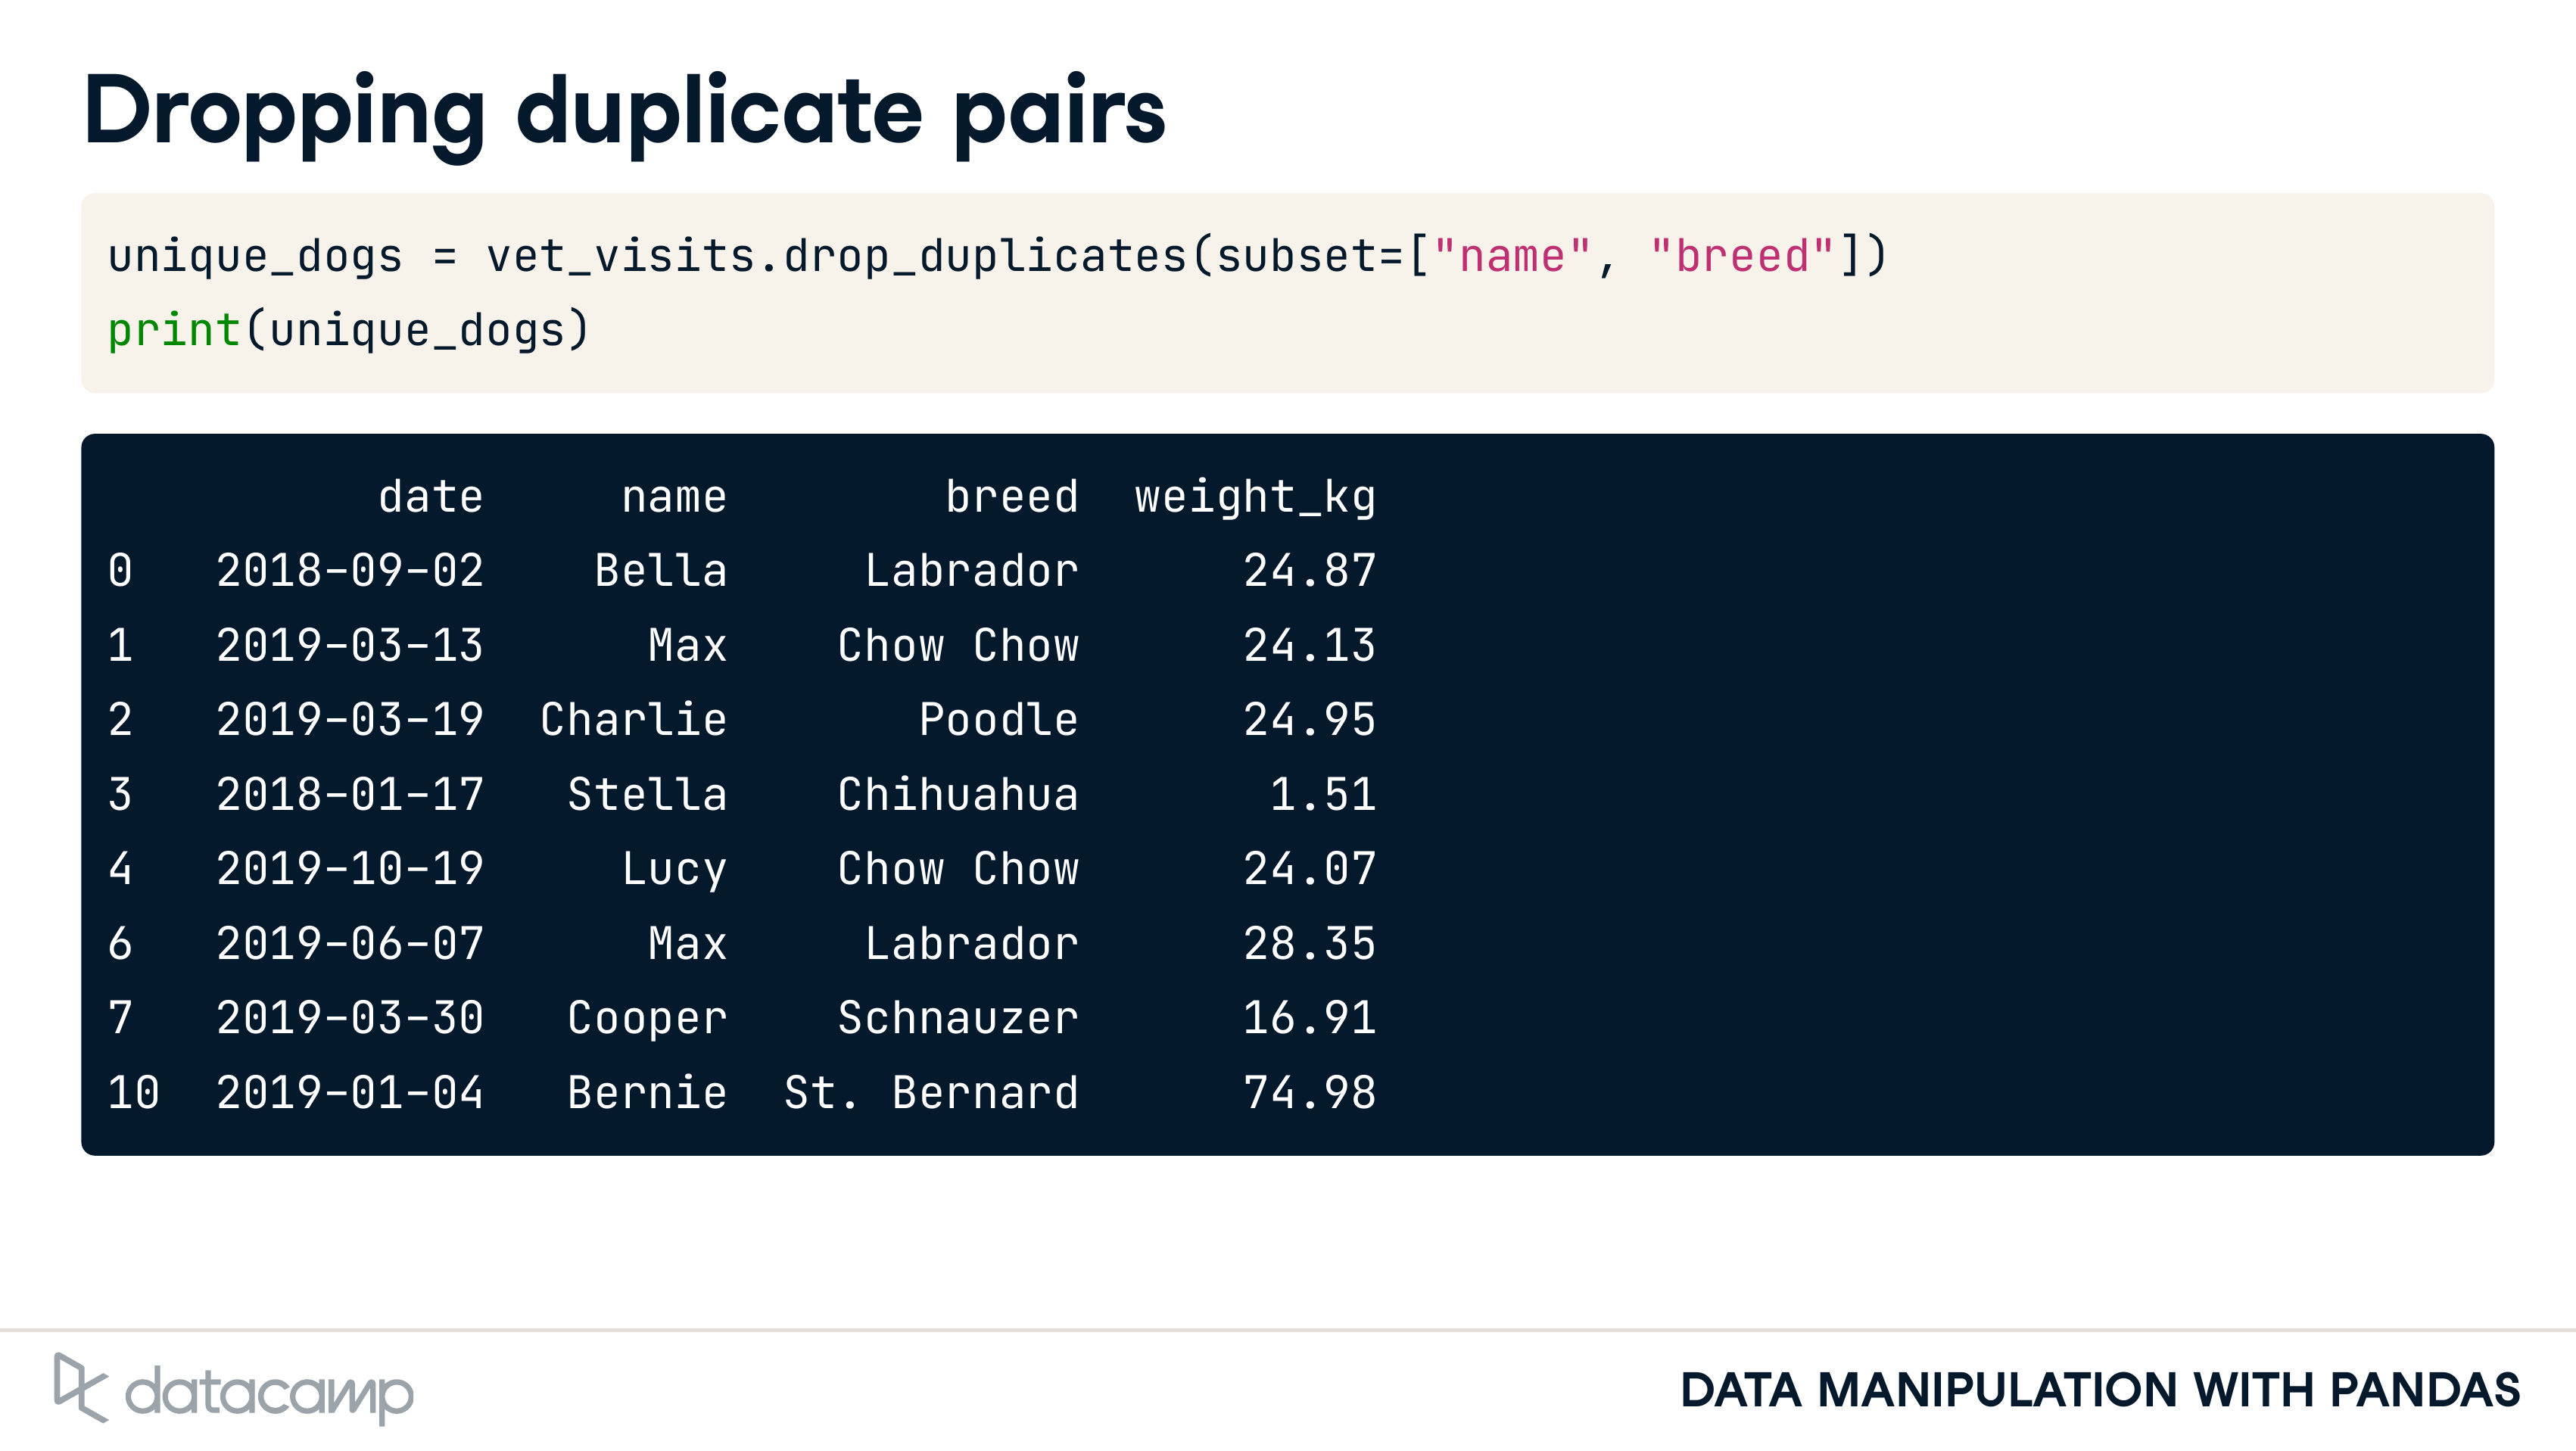 Dropping duplicate pairs
unique_dogs = vet_visits.drop_duplicates(subset=["name", "breed"])
print(unique_dogs)
date name breed weight_kg
0 2018-09-02 Bella Labrador 24.87
1 2019-03-13 Max Chow Chow 24.13
2 2019-03-19 Charlie Poodle 24.95
3 2018-01-17 Stella Chihuahua 1.51
4 2019-10-19 Lucy Chow Chow 24.07
6 2019-06-07 Max Labrador 28.35
7 2019-03-30 Cooper Schnauzer 16.91
10 2019-01-04 Bernie St. Bernard 74.98
datacamp
DATA MANIPULATION WITH PANDAS